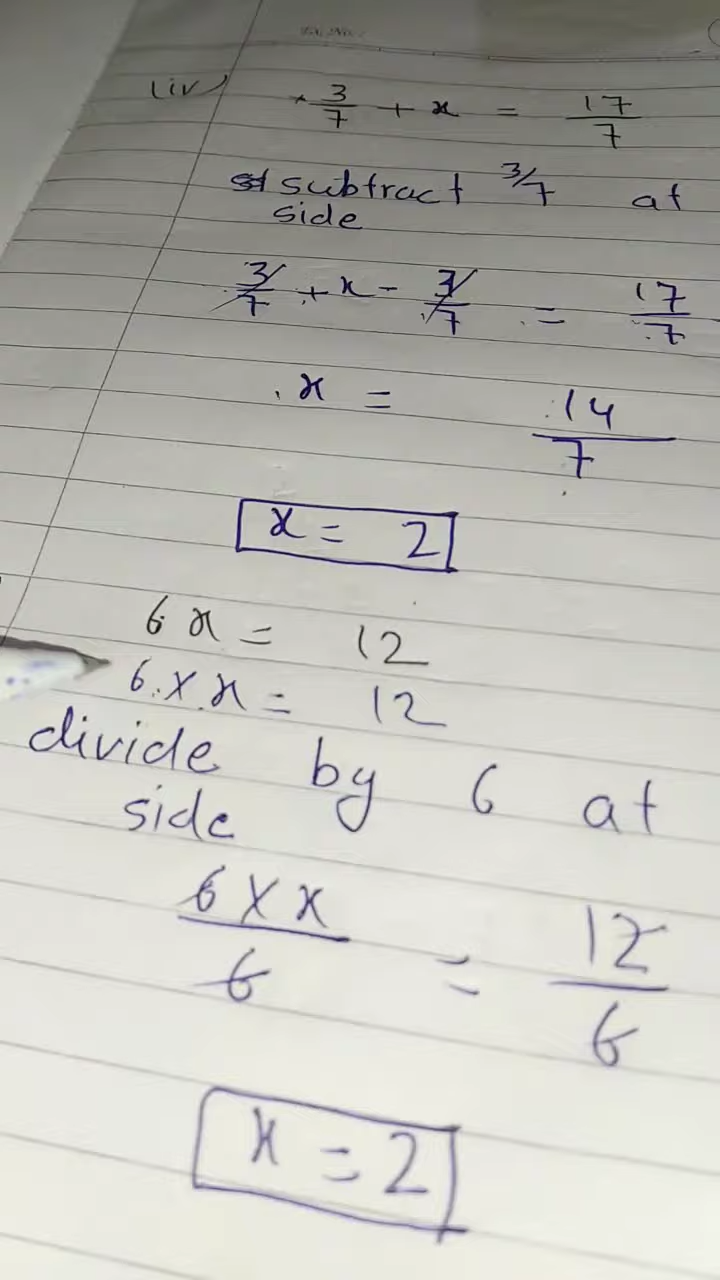 (iv) 3/7 + x = 17/7
subtract 3/7 at
side
3/7 + x - 3/7 = 17/7
x = 14/7
x = 2
6x = 12
6 × x = 12
divide by 6 at
side
6 × x / 6 = 12/6
x = 2